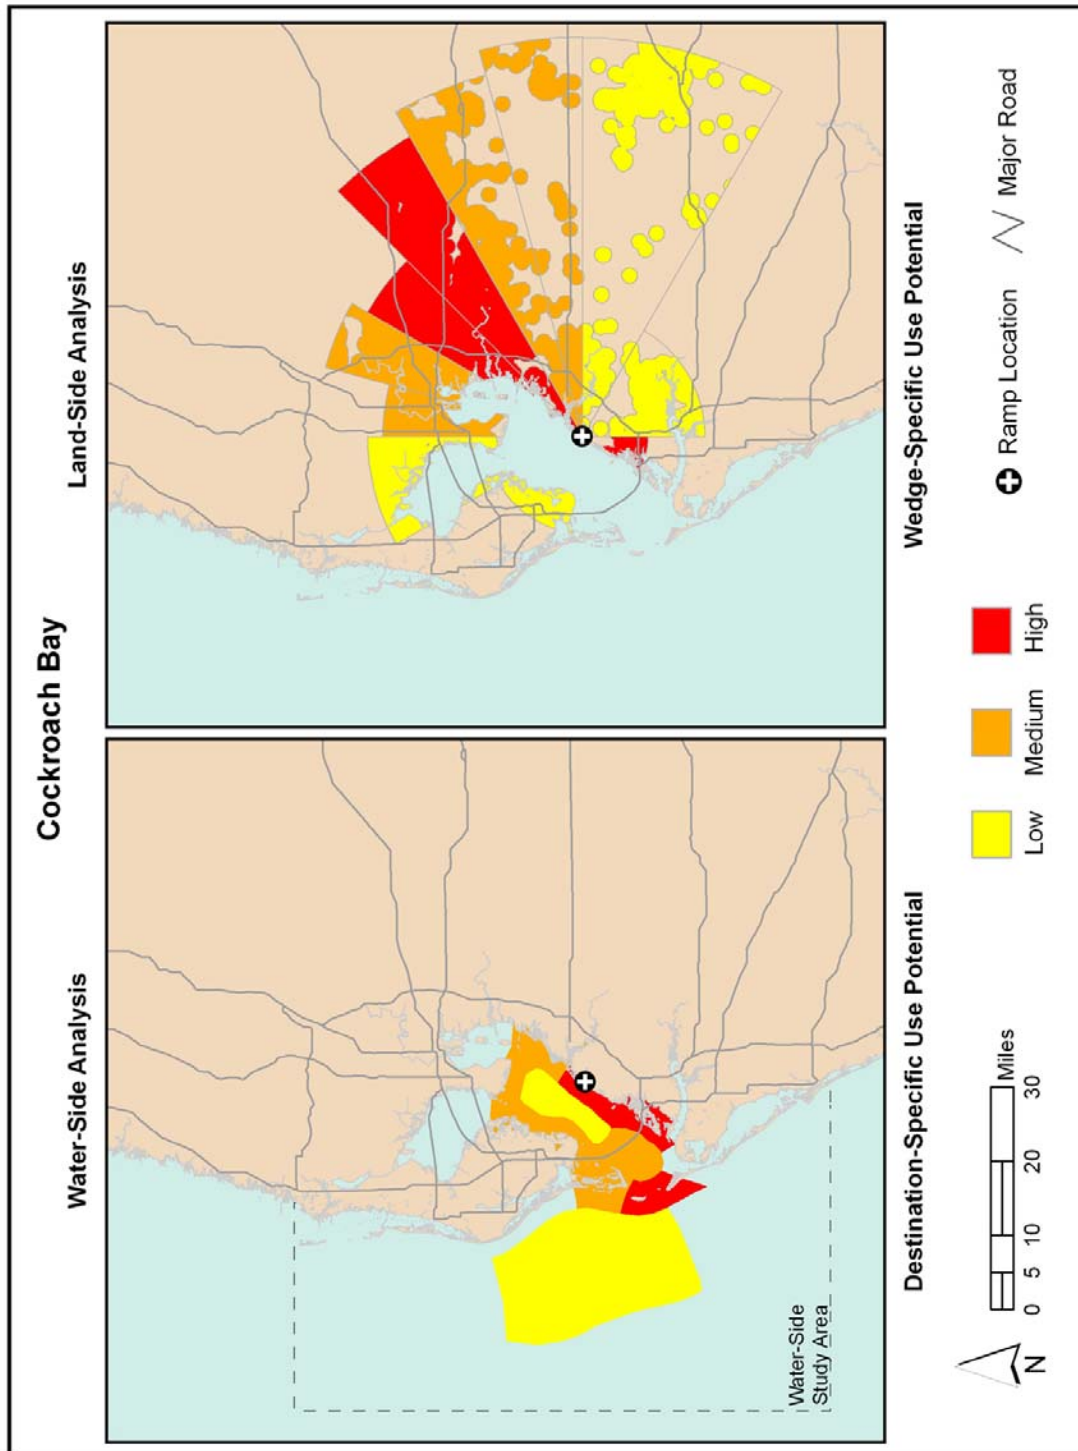 Cockroach Bay
Water-Side Analysis
Land-Side Analysis
Water-Side
Study Area
Destination-Specific Use Potential
Wedge-Specific Use Potential
N
0 5 10 20 30
Miles
Low
Medium
High
Ramp Location
Major Road